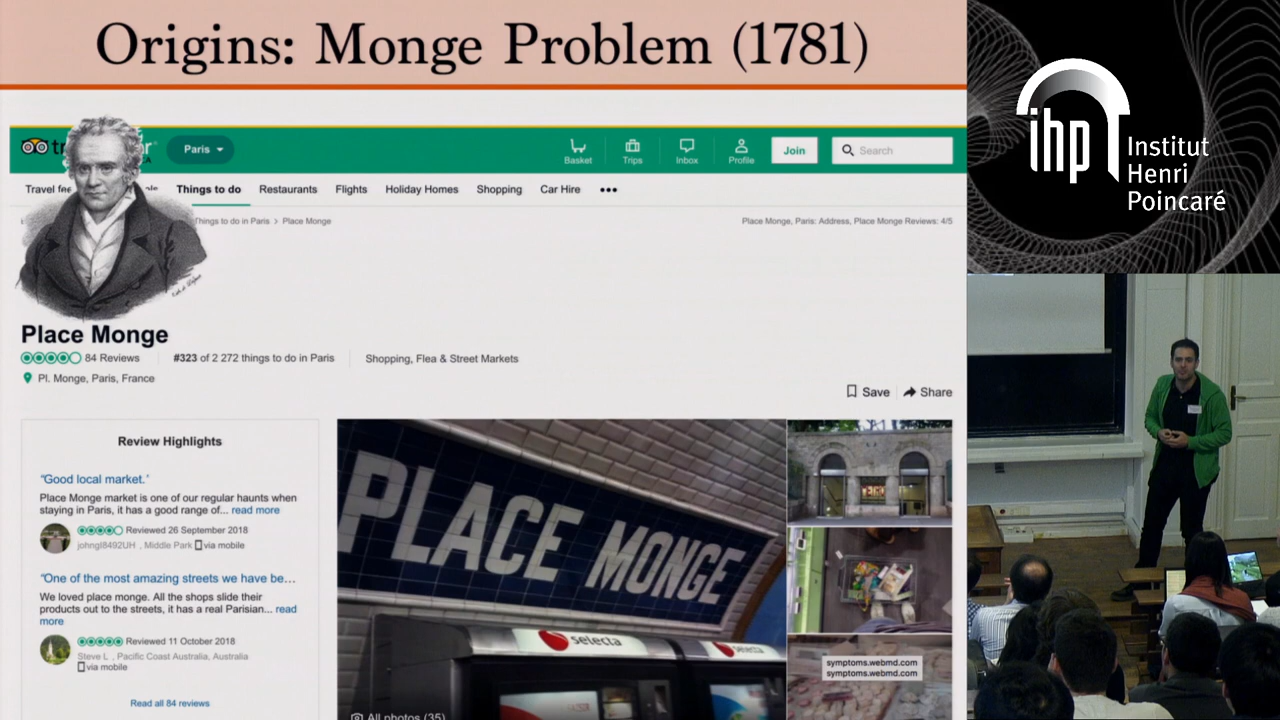 Origins: Monge Problem (1781)
Paris
Basket
Trips
Inbox
Profile
Join
Search
Things to do
Restaurants
Flights
Holiday Homes
Shopping
Car Hire
Things to do in Paris > Place Monge
Place Monge, Paris: Address, Place Monge Reviews: 4/5
Place Monge
84 Reviews
#323 of 2 272 things to do in Paris
Shopping, Flea & Street Markets
Pl. Monge, Paris, France
Save
Share
Review Highlights
"Good local market."
Place Monge market is one of our regular haunts when
staying in Paris, it has a good range of... read more
Reviewed 26 September 2018
johngl8492UH , Middle Park via mobile
"One of the most amazing streets we have be...
We loved place monge. All the shops slide their
products out to the streets, it has a real Parisian... read
more
Reviewed 11 October 2018
Steve L , Pacific Coast Australia, Australia
via mobile
Read all 84 reviews
PLACE MONGE
selecta
selecta
All photos (35)
symptoms.webmd.com
symptoms.webmd.com
ihp
Institut
Henri
Poincaré